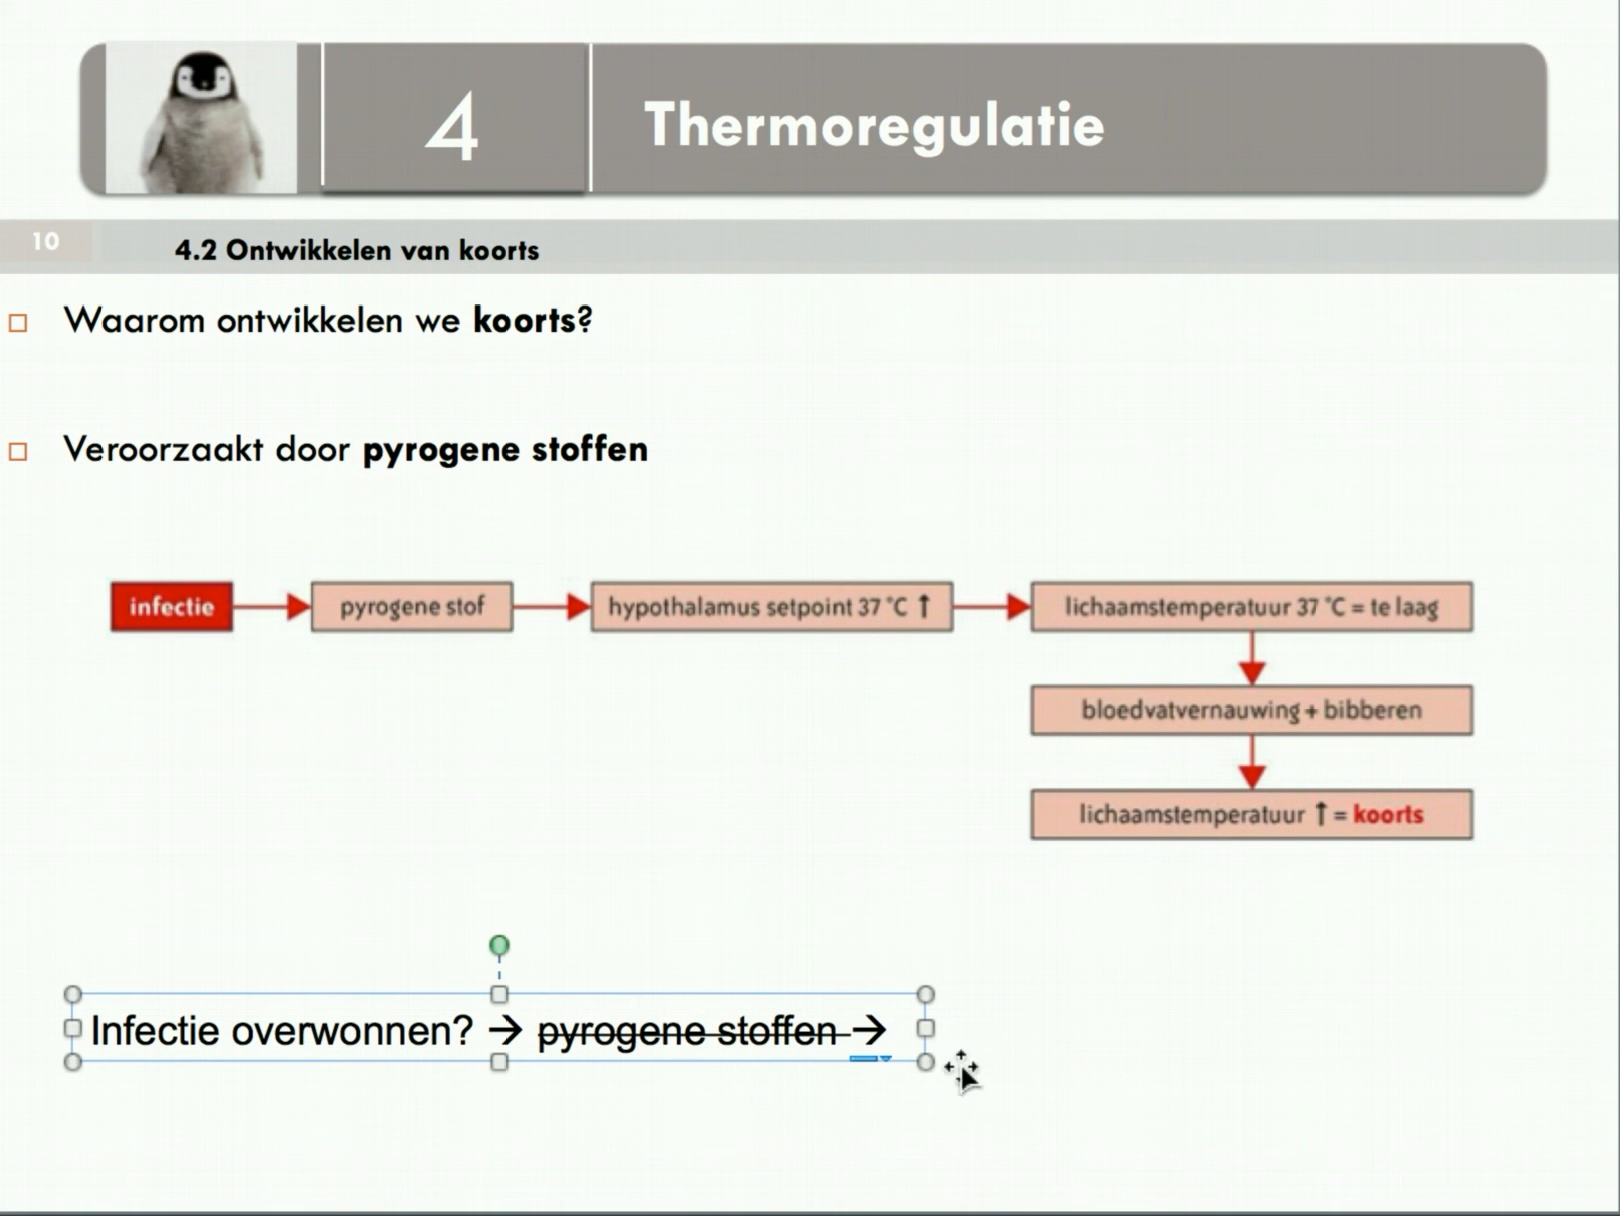 4
Thermoregulatie
10
4.2 Ontwikkelen van koorts
Waarom ontwikkelen we koorts?
Veroorzaakt door pyrogene stoffen
infectie
pyrogene stof
hypothalamus setpoint 37 °C ↑
lichaamstemperatuur 37 °C = te laag
bloedvatvernauwing + bibberen
lichaamstemperatuur ↑ = koorts
Infectie overwonnen? → pyrogene stoffen →